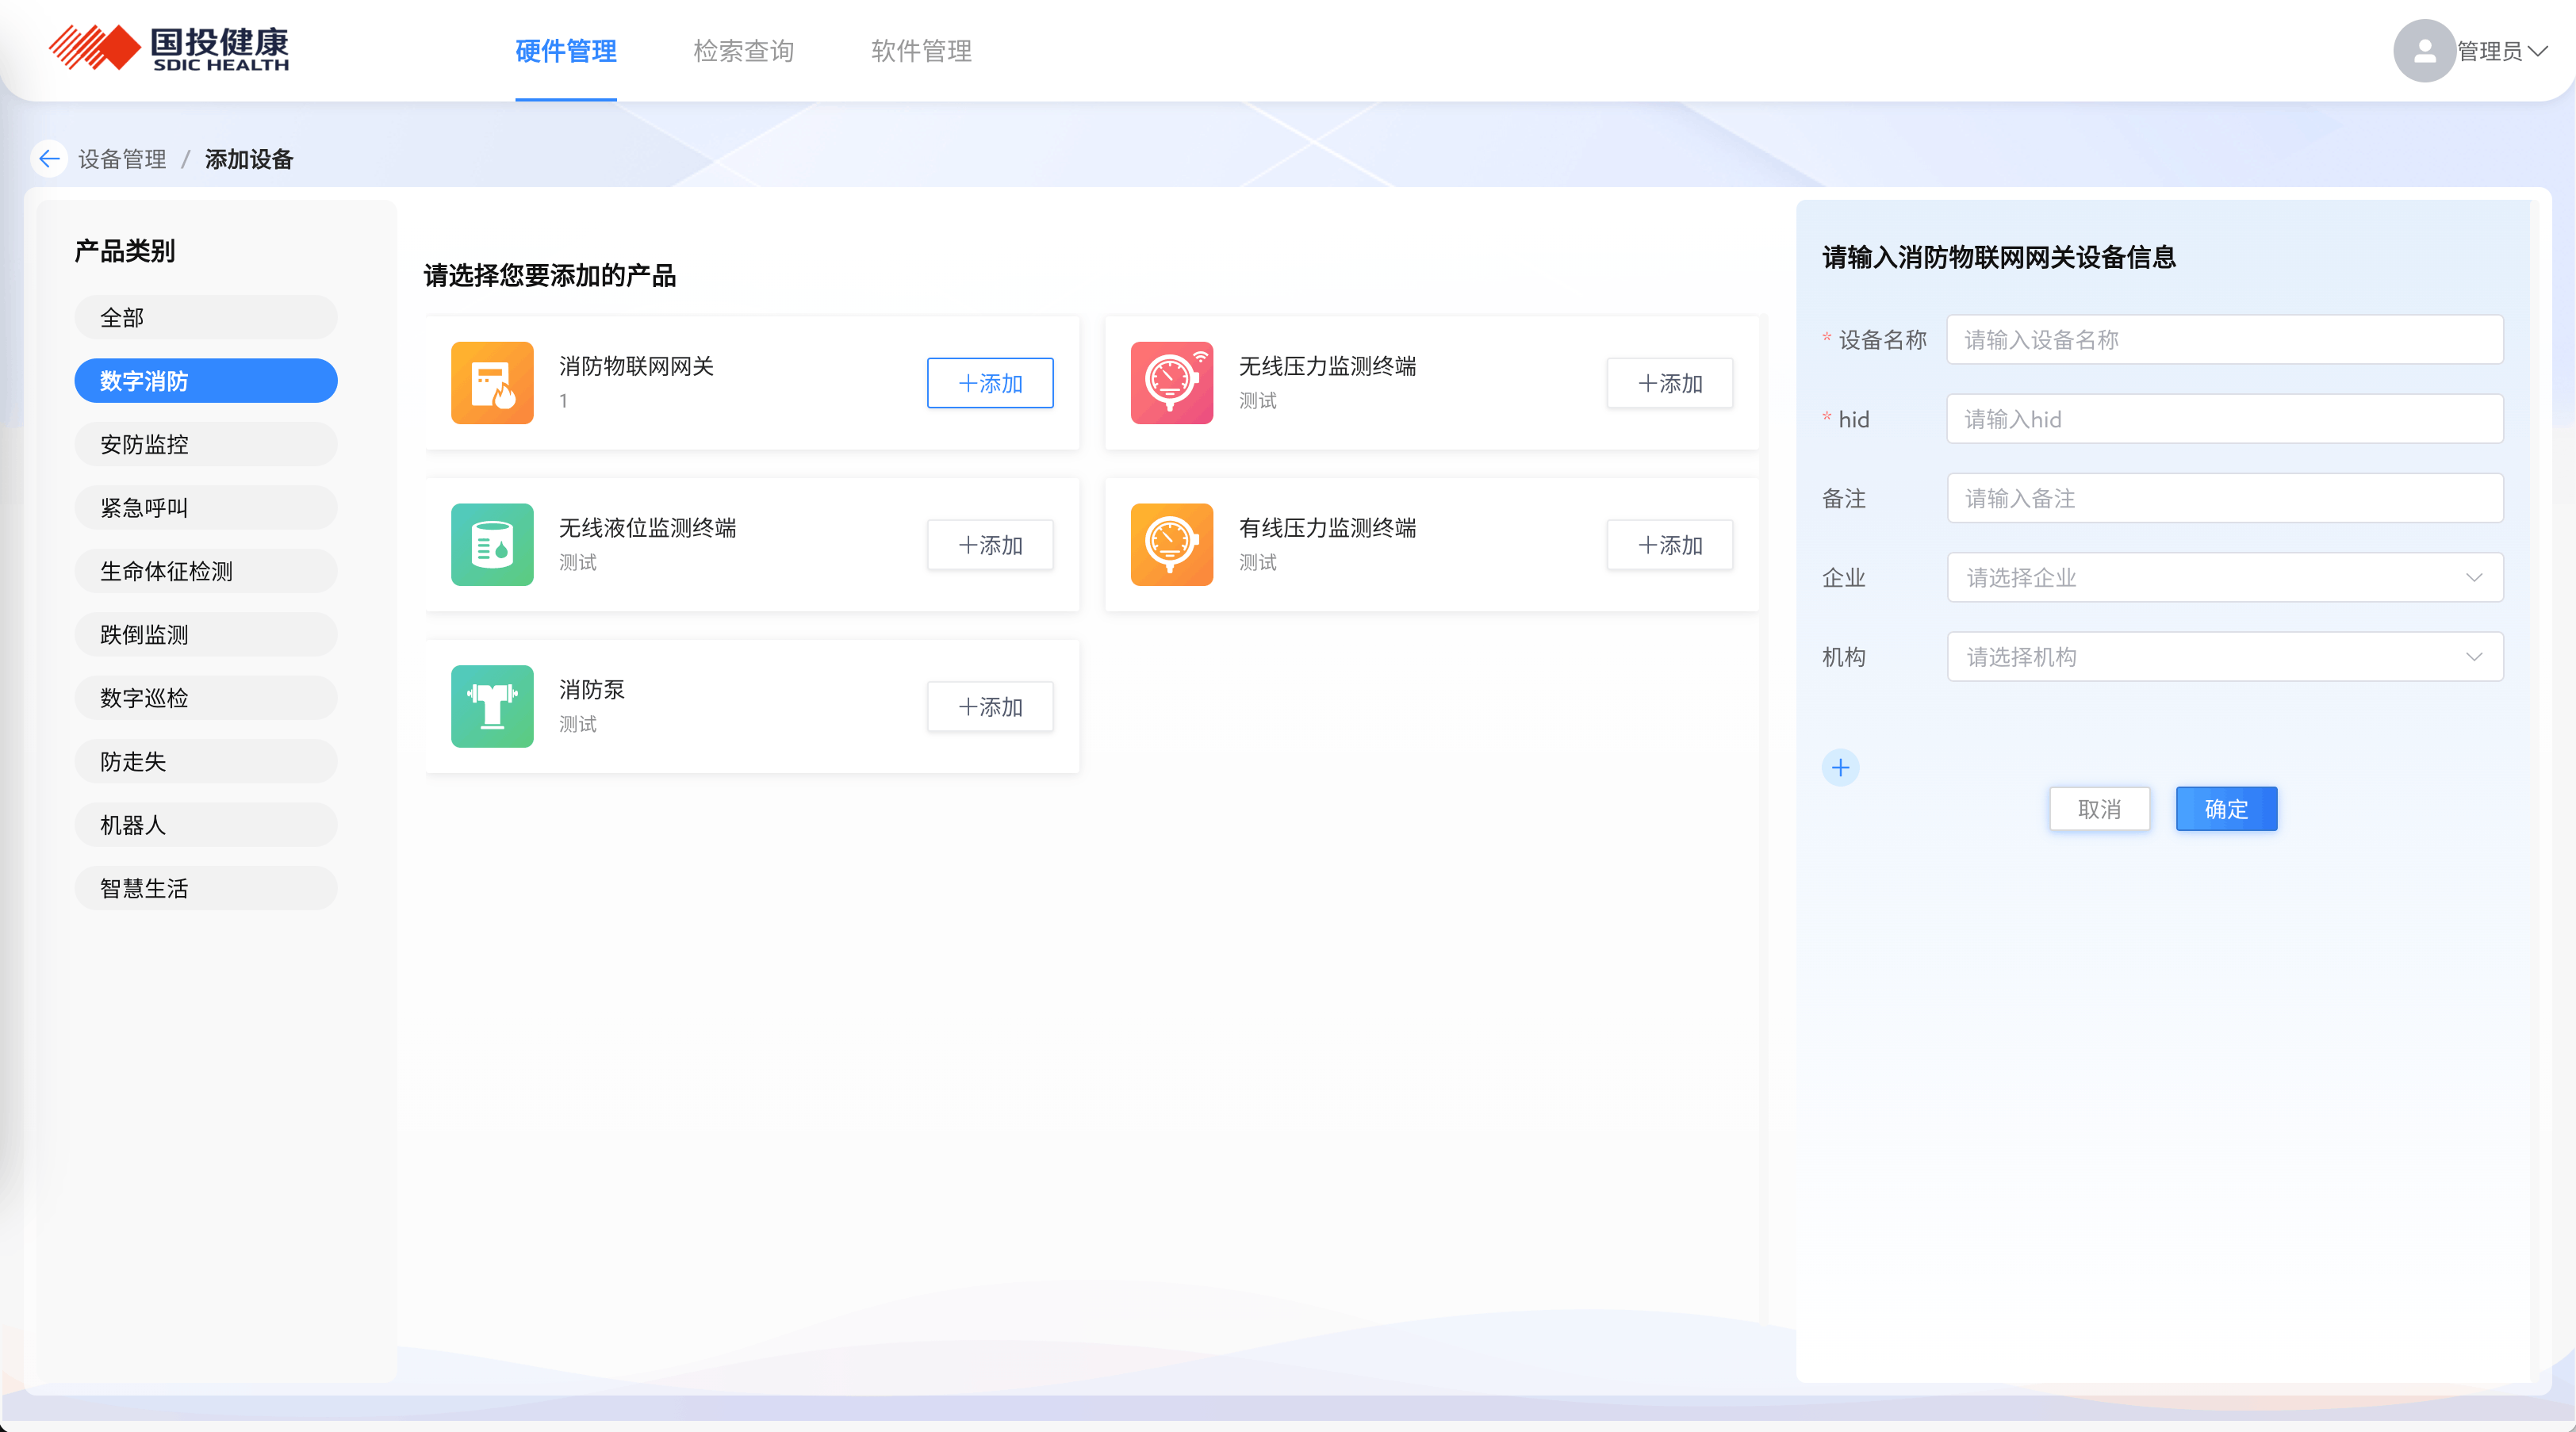 国投健康
SDIC HEALTH
硬件管理 检索查询 软件管理
管理员
设备管理 / 添加设备
产品类别
全部
数字消防
安防监控
紧急呼叫
生命体征检测
跌倒监测
数字巡检
防走失
机器人
智慧生活
请选择您要添加的产品
消防物联网网关
1
+添加
无线压力监测终端
测试
+添加
无线液位监测终端
测试
+添加
有线压力监测终端
测试
+添加
消防泵
测试
+添加
请输入消防物联网网关设备信息
* 设备名称 请输入设备名称
* hid 请输入hid
备注 请输入备注
企业 请选择企业
机构 请选择机构
+
取消 确定